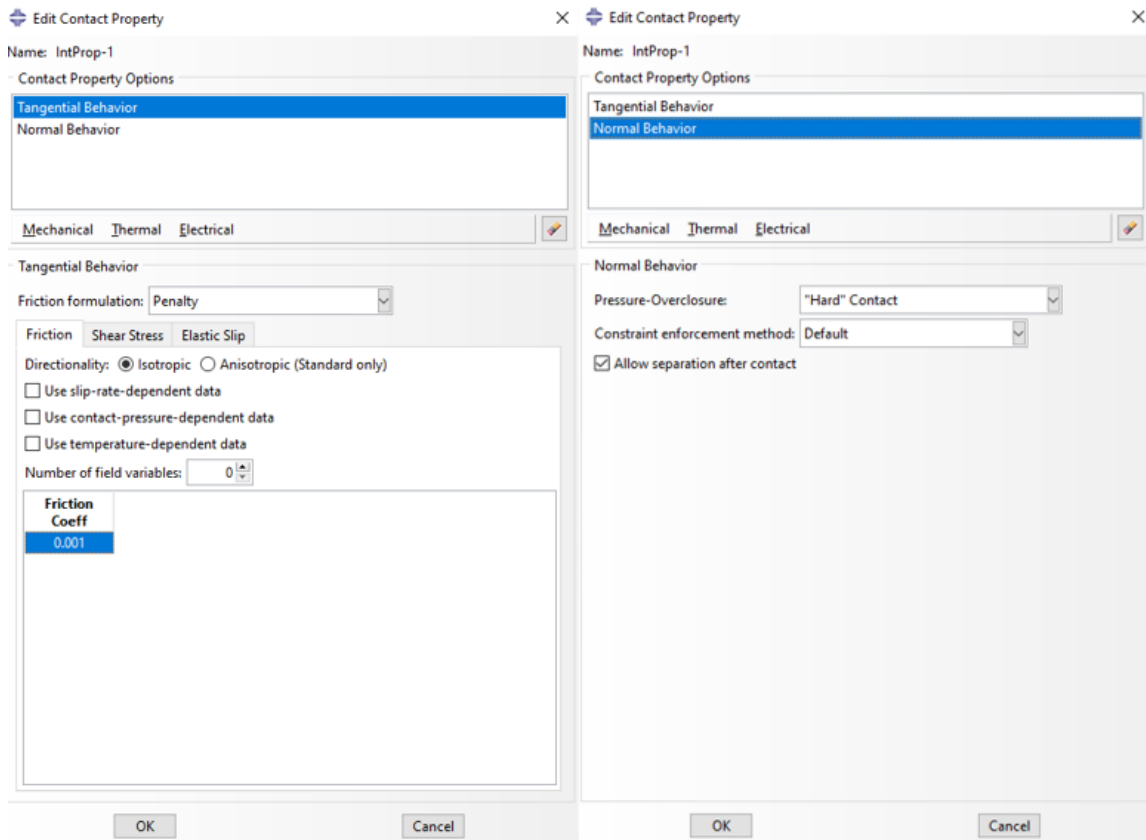 Edit Contact Property
Name: IntProp-1
Contact Property Options
Tangential Behavior
Normal Behavior
Mechanical Thermal Electrical
Tangential Behavior
Friction formulation: Penalty
Friction Shear Stress Elastic Slip
Directionality: Isotropic Anisotropic (Standard only)
Use slip-rate-dependent data
Use contact-pressure-dependent data
Use temperature-dependent data
Number of field variables: 0
Friction
Coeff
0.001
OK Cancel
Edit Contact Property
Name: IntProp-1
Contact Property Options
Tangential Behavior
Normal Behavior
Mechanical Thermal Electrical
Normal Behavior
Pressure-Overclosure: "Hard" Contact
Constraint enforcement method: Default
Allow separation after contact
OK Cancel